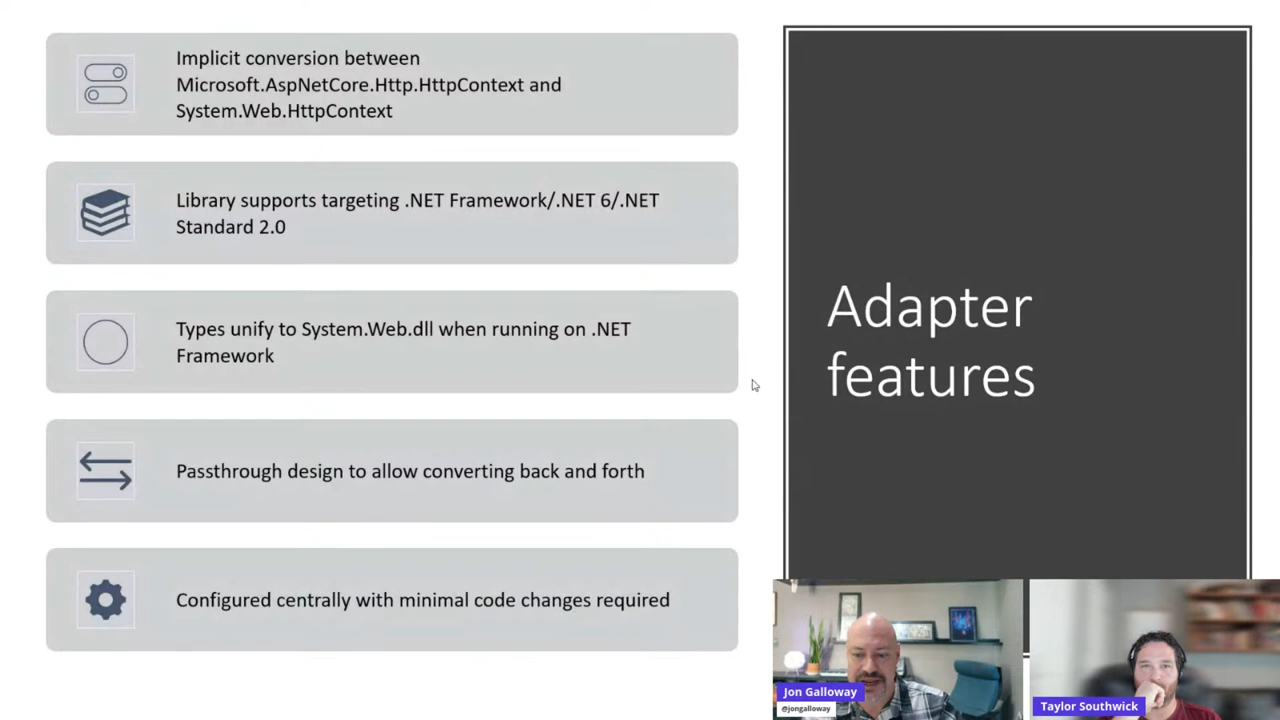 Implicit conversion between
Microsoft.AspNetCore.Http.HttpContext and
System.Web.HttpContext
Library supports targeting .NET Framework/.NET 6/.NET
Standard 2.0
Types unify to System.Web.dll when running on .NET
Framework
Passthrough design to allow converting back and forth
Configured centrally with minimal code changes required
Adapter
features
Jon Galloway
@jongalloway
Taylor Southwick